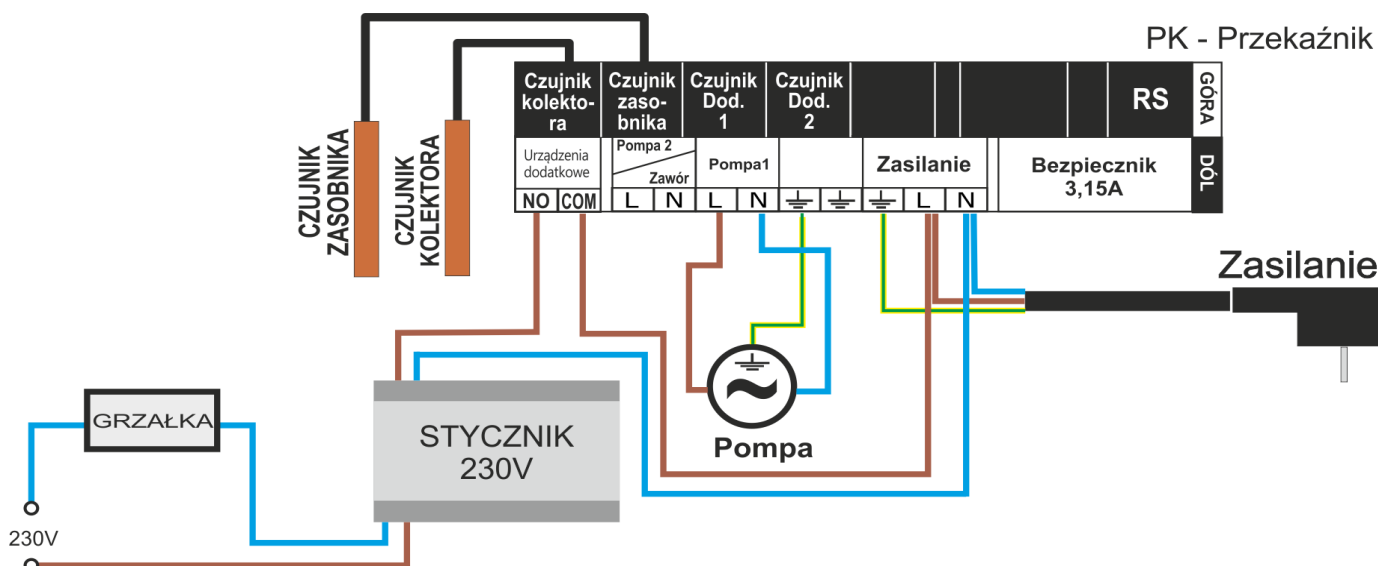 PK - Przekaźnik
Czujnik
kolekto-
ra
Czujnik
zaso-
bnika
Czujnik
Dod.
1
Czujnik
Dod.
2
RS
GÓRA
Urządzenia
dodatkowe
Pompa 2
Zawór
Pompa1
Zasilanie
Bezpiecznik
3,15A
DÓL
NO COM L N L N L N
CZUJNIK
ZASOBNIKA
CZUJNIK
KOLEKTORA
Zasilanie
GRZAŁKA
STYCZNIK
230V
Pompa
230V